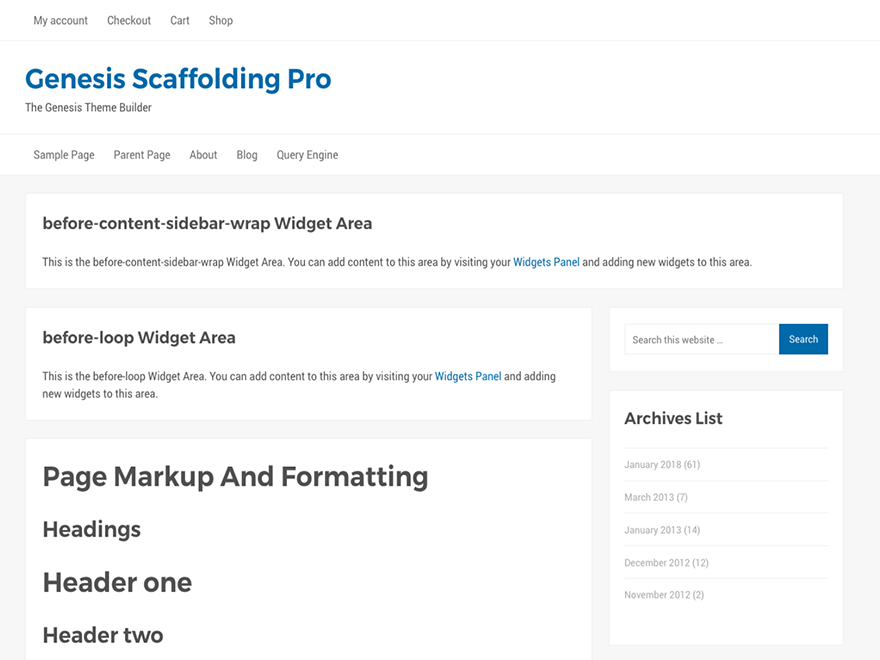 My account Checkout Cart Shop
Genesis Scaffolding Pro
The Genesis Theme Builder
Sample Page Parent Page About Blog Query Engine
before-content-sidebar-wrap Widget Area
This is the before-content-sidebar-wrap Widget Area. You can add content to this area by visiting your Widgets Panel and adding new widgets to this area.
before-loop Widget Area
This is the before-loop Widget Area. You can add content to this area by visiting your Widgets Panel and adding
new widgets to this area.
Page Markup And Formatting
Headings
Header one
Header two
Search this website ... Search
Archives List
January 2018 (61)
March 2013 (7)
January 2013 (14)
December 2012 (12)
November 2012 (2)